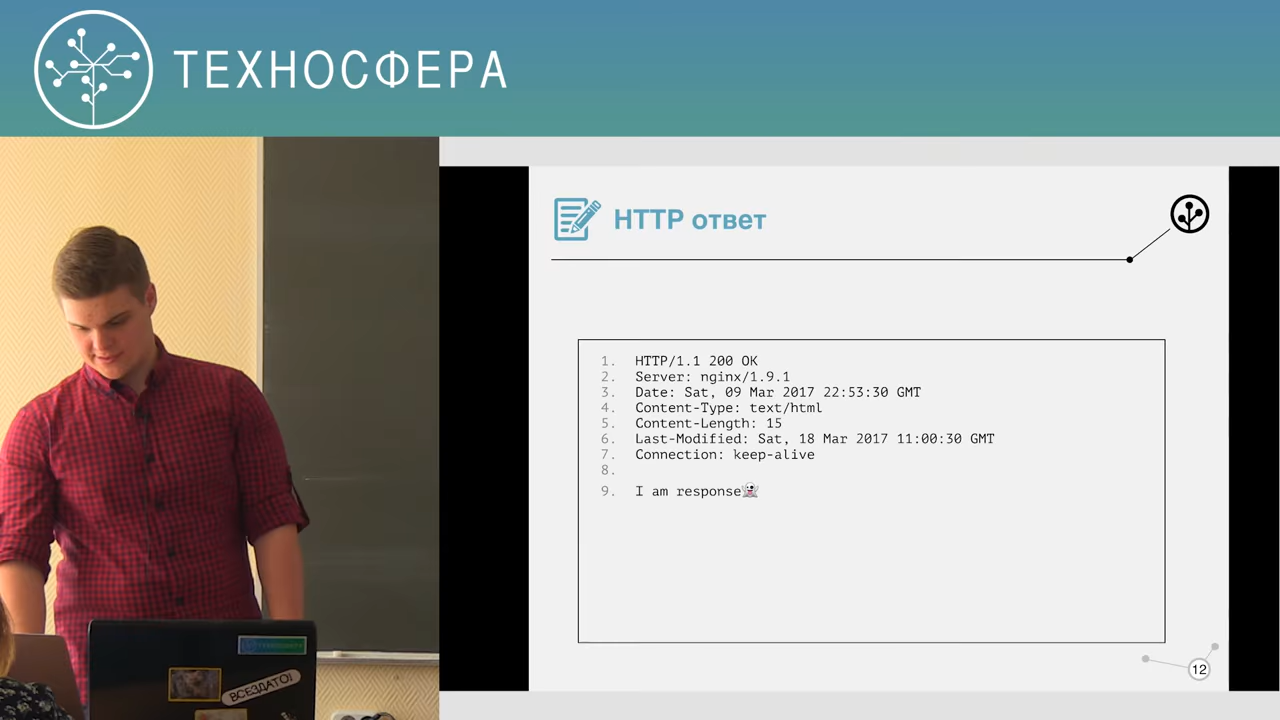 ТЕХНОСФЕРА
HTTP ответ
1. HTTP/1.1 200 OK
2. Server: nginx/1.9.1
3. Date: Sat, 09 Mar 2017 22:53:30 GMT
4. Content-Type: text/html
5. Content-Length: 15
6. Last-Modified: Sat, 18 Mar 2017 11:00:30 GMT
7. Connection: keep-alive
8.
9. I am response👻
12
ВСЕЗДАТО!